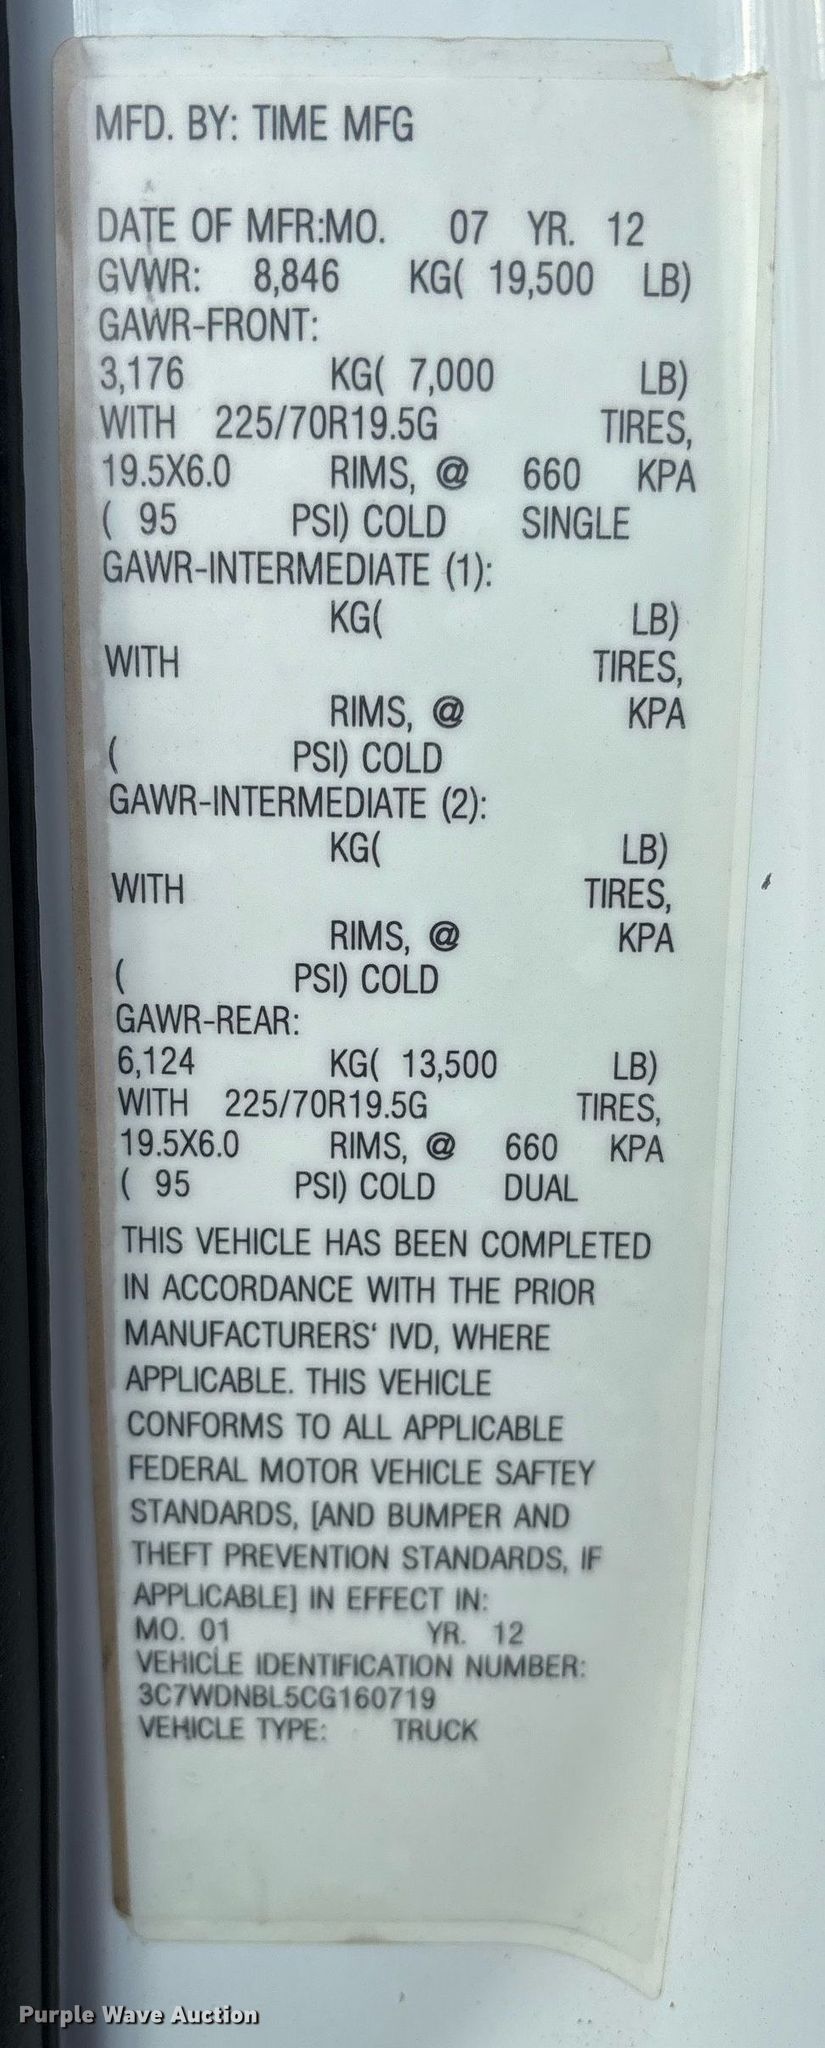 MFD. BY: TIME MFG
DATE OF MFR:MO. 07 YR. 12
GVWR: 8,846 KG( 19,500 LB)
GAWR-FRONT:
3,176 KG( 7,000 LB)
WITH 225/70R19.5G TIRES,
19.5X6.0 RIMS, @ 660 KPA
( 95 PSI) COLD SINGLE
GAWR-INTERMEDIATE (1):
KG( LB)
WITH TIRES,
RIMS, @ KPA
( PSI) COLD
GAWR-INTERMEDIATE (2):
KG( LB)
WITH TIRES,
RIMS, @ KPA
( PSI) COLD
GAWR-REAR:
6,124 KG( 13,500 LB)
WITH 225/70R19.5G TIRES,
19.5X6.0 RIMS, @ 660 KPA
( 95 PSI) COLD DUAL
THIS VEHICLE HAS BEEN COMPLETED
IN ACCORDANCE WITH THE PRIOR
MANUFACTURERS' IVD, WHERE
APPLICABLE. THIS VEHICLE
CONFORMS TO ALL APPLICABLE
FEDERAL MOTOR VEHICLE SAFTEY
STANDARDS, [AND BUMPER AND
THEFT PREVENTION STANDARDS, IF
APPLICABLE] IN EFFECT IN:
MO. 01 YR. 12
VEHICLE IDENTIFICATION NUMBER:
3C7WDNBL5CG160719
VEHICLE TYPE: TRUCK
Purple Wave Auction